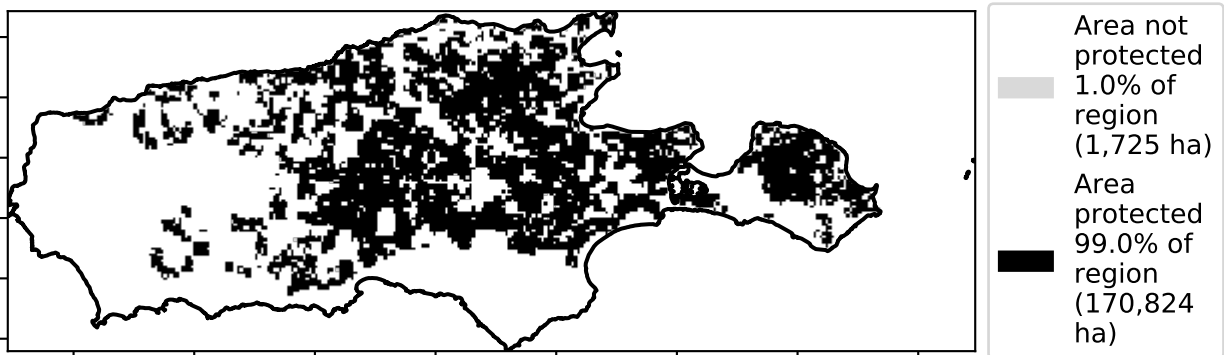 Area not
protected
1.0% of
region
(1,725 ha)
Area
protected
99.0% of
region
(170,824
ha)